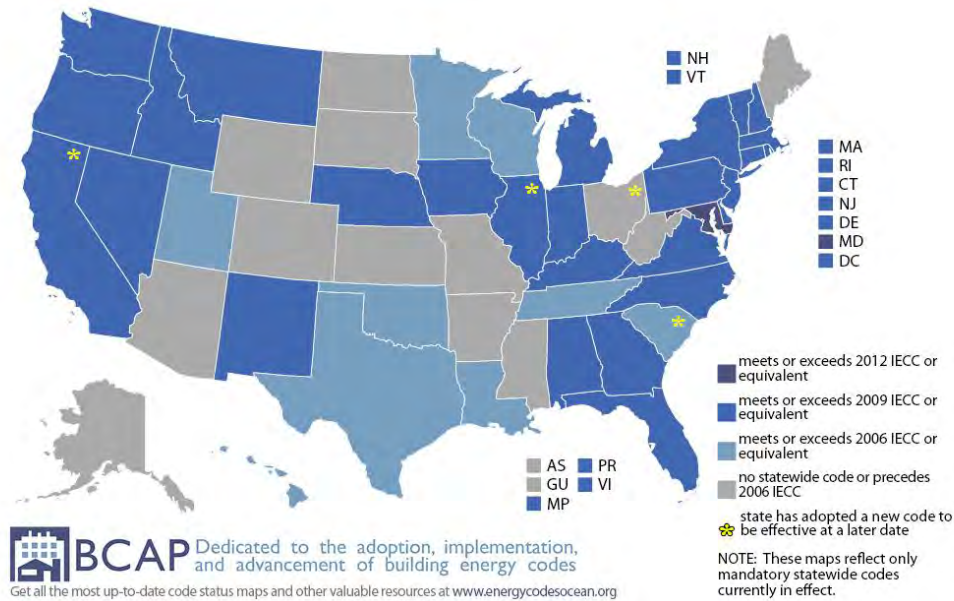 NH
VT
MA
RI
CT
NJ
DE
MD
DC
meets or exceeds 2012 IECC or
equivalent
meets or exceeds 2009 IECC or
equivalent
meets or exceeds 2006 IECC or
equivalent
no statewide code or precedes
2006 IECC
* state has adopted a new code to
be effective at a later date
NOTE: These maps reflect only
mandatory statewide codes
currently in effect.
AS PR
GU VI
MP
BCAP Dedicated to the adoption, implementation,
and advancement of building energy codes
Get all the most up-to-date code status maps and other valuable resources at www.energycodesocean.org